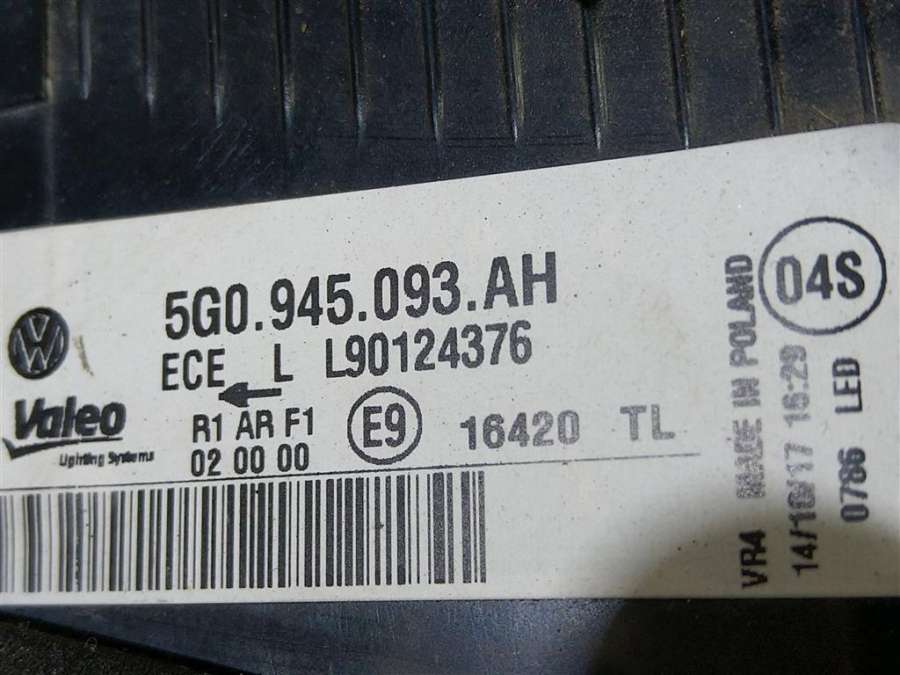 5G0.945.093.AH
ECE L L90124376
Valeo
Lighting Systems
R1 AR F1
02 00 00
E9
16420 TL
VR4 MADE IN POLAND
14/10/17 16:29
0786 LED
04S